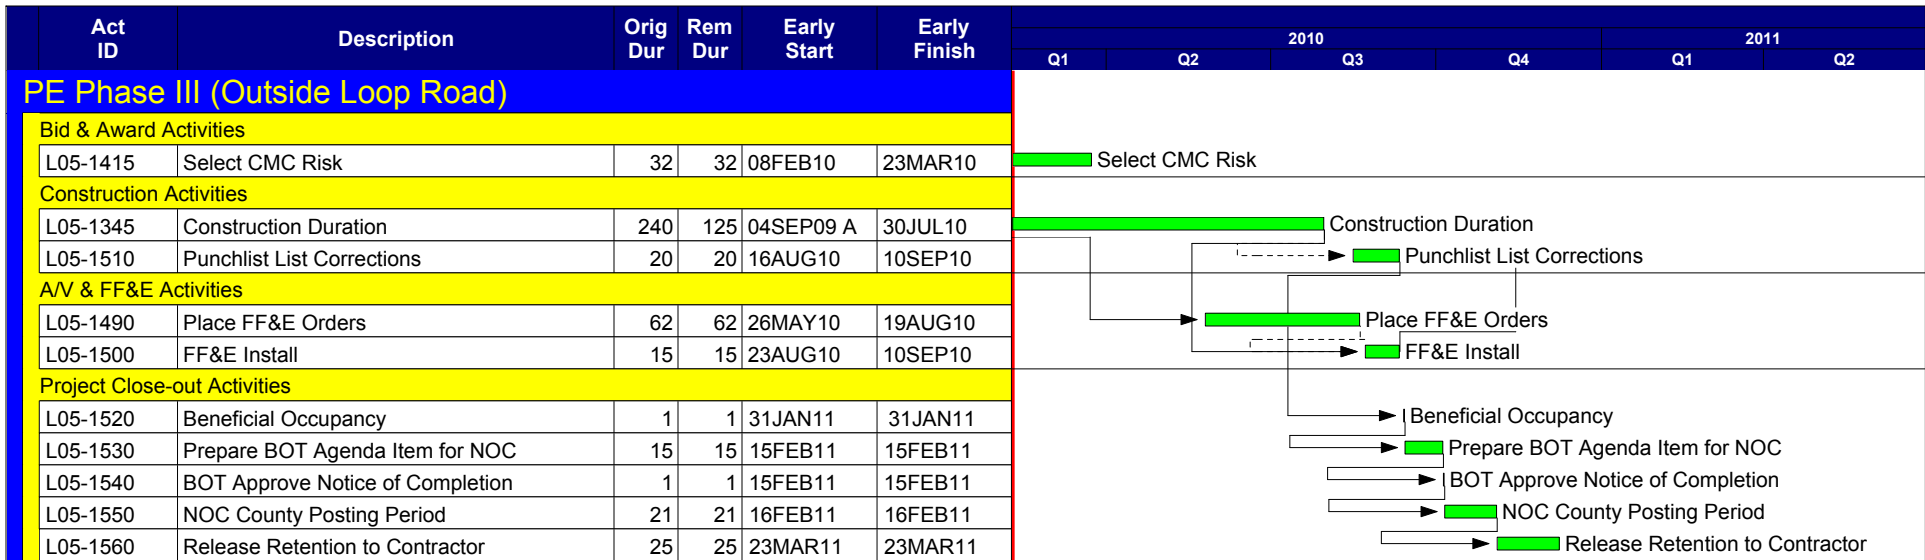 Act ID Description Orig Dur Rem Dur Early Start Early Finish 2010 2011
Q1 Q2 Q3 Q4 Q1 Q2
PE Phase III (Outside Loop Road)
Bid & Award Activities
L05-1415 Select CMC Risk 32 32 08FEB10 23MAR10 Select CMC Risk
Construction Activities
L05-1345 Construction Duration 240 125 04SEP09 A 30JUL10 Construction Duration
L05-1510 Punchlist List Corrections 20 20 16AUG10 10SEP10 Punchlist List Corrections
A/V & FF&E Activities
L05-1490 Place FF&E Orders 62 62 26MAY10 19AUG10 Place FF&E Orders
L05-1500 FF&E Install 15 15 23AUG10 10SEP10 FF&E Install
Project Close-out Activities
L05-1520 Beneficial Occupancy 1 1 31JAN11 31JAN11 Beneficial Occupancy
L05-1530 Prepare BOT Agenda Item for NOC 15 15 15FEB11 15FEB11 Prepare BOT Agenda Item for NOC
L05-1540 BOT Approve Notice of Completion 1 1 15FEB11 15FEB11 BOT Approve Notice of Completion
L05-1550 NOC County Posting Period 21 21 16FEB11 16FEB11 NOC County Posting Period
L05-1560 Release Retention to Contractor 25 25 23MAR11 23MAR11 Release Retention to Contractor